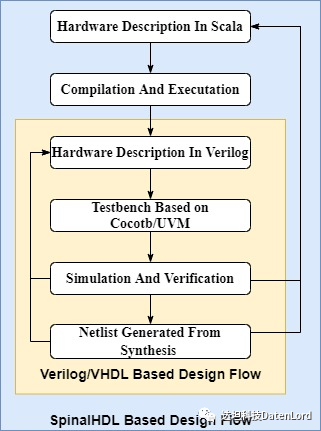 Hardware Description In Scala
Compilation And Execution
Hardware Description In Verilog
Testbench Based on
Cocotb/UVM
Simulation And Verification
Netlist Generated From
Synthesis
Verilog/VHDL Based Design Flow
SpinalHDL Based Design Flow
达坦科技DatenLord